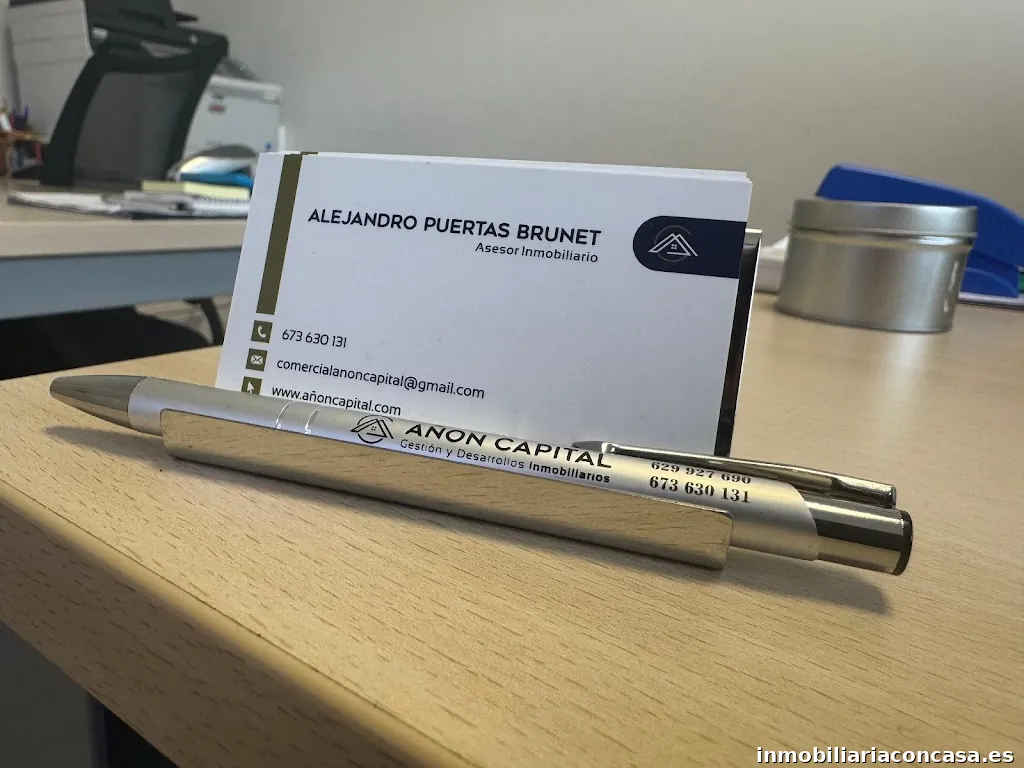 ALEJANDRO PUERTAS BRUNET
Asesor Inmobiliario
673 630 131
comercialanoncapital@gmail.com
www.añoncapital.com
AÑON CAPITAL
Gestión y Desarrollos Inmobiliarios
629 927 690
673 630 131
inmobiliariaconcasa.es